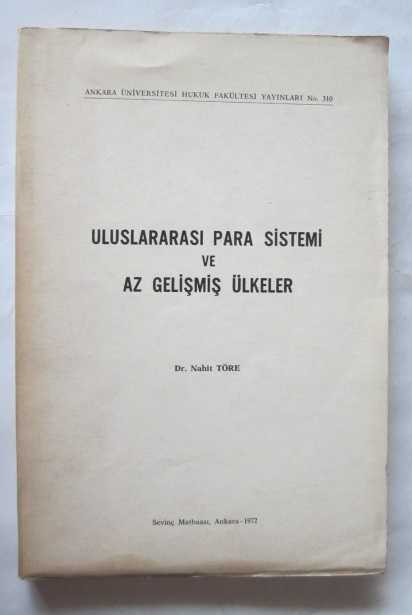 ANKARA ÜNİVERSİTESİ HUKUK FAKÜLTESİ YAYINLARI No. 310
ULUSLARARASI PARA SİSTEMİ
VE
AZ GELİŞMİŞ ÜLKELER
Dr. Nahit TÖRE
Sevinç Matbaası, Ankara-1972